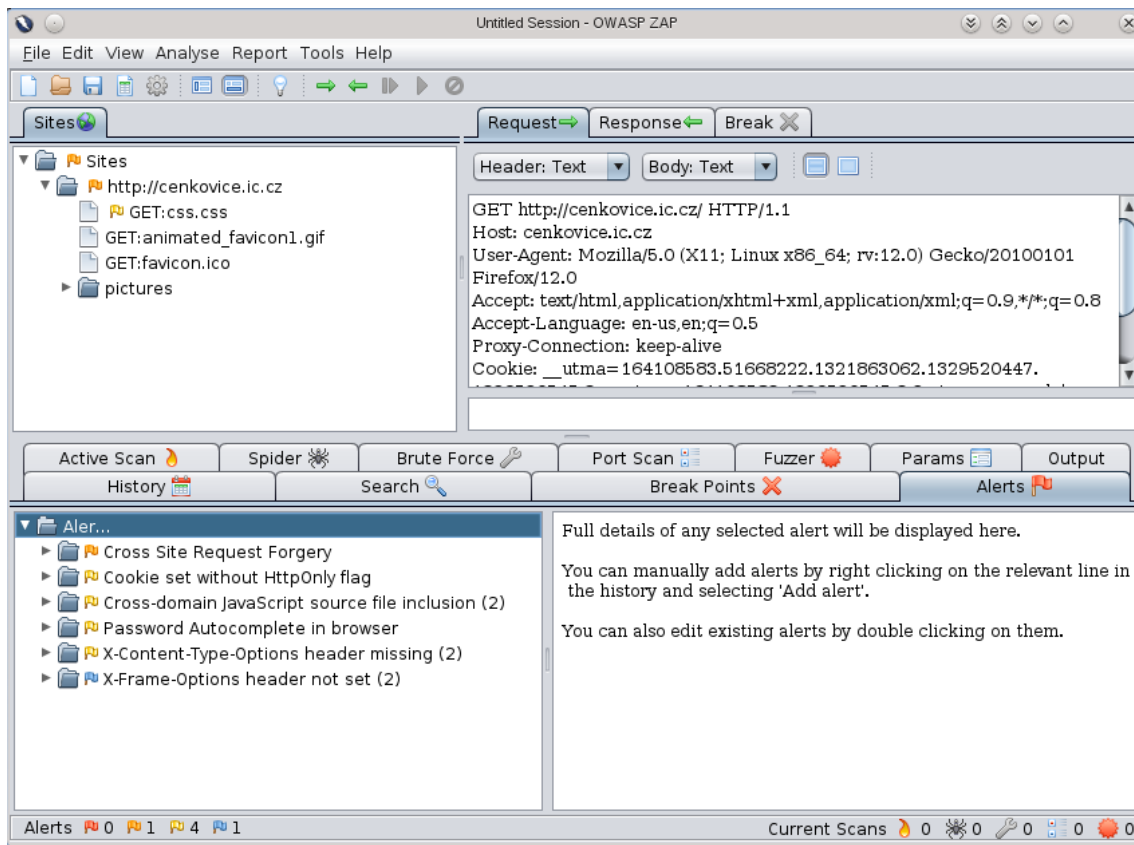 Untitled Session - OWASP ZAP
File Edit View Analyse Report Tools Help
Sites
Request Response Break
Sites
http://cenkovice.ic.cz
GET:css.css
GET:animated_favicon1.gif
GET:favicon.ico
pictures
Header: Text Body: Text
GET http://cenkovice.ic.cz/ HTTP/1.1
Host: cenkovice.ic.cz
User-Agent: Mozilla/5.0 (X11; Linux x86_64; rv:12.0) Gecko/20100101
Firefox/12.0
Accept: text/html,application/xhtml+xml,application/xml;q=0.9,*/*;q=0.8
Accept-Language: en-us,en;q=0.5
Proxy-Connection: keep-alive
Cookie: __utma=164108583.51668222.1321863062.1329520447.
Active Scan Spider Brute Force Port Scan Fuzzer Params Output
History Search Break Points Alerts
Aler...
Cross Site Request Forgery
Cookie set without HttpOnly flag
Cross-domain JavaScript source file inclusion (2)
Password Autocomplete in browser
X-Content-Type-Options header missing (2)
X-Frame-Options header not set (2)
Full details of any selected alert will be displayed here.
You can manually add alerts by right clicking on the relevant line in
the history and selecting 'Add alert'.
You can also edit existing alerts by double clicking on them.
Alerts 0 1 4 1
Current Scans 0 0 0 0 0